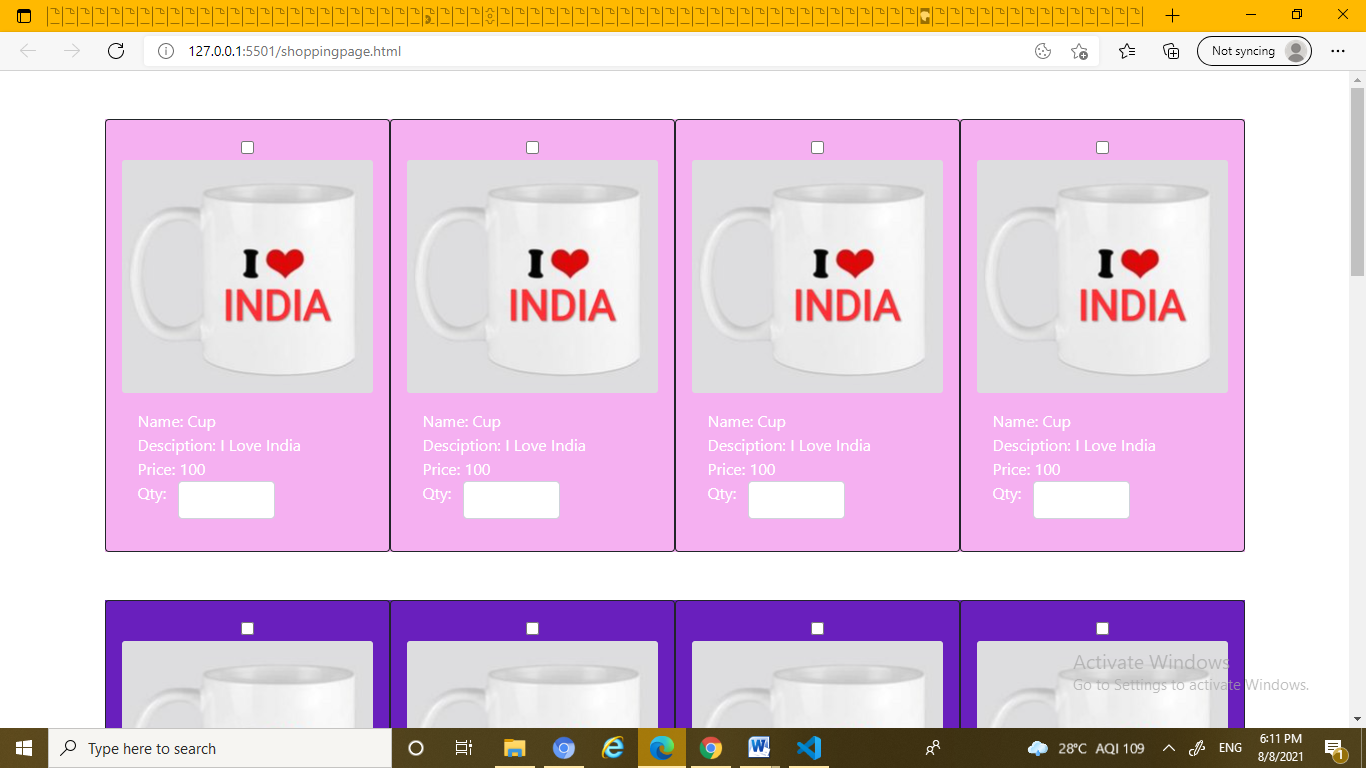 127.0.0.1:5501/shoppingpage.html
Not syncing
I ❤ I ❤ I ❤ I ❤
INDIA INDIA INDIA INDIA
Name: Cup Name: Cup Name: Cup Name: Cup
Desciption: I Love India Desciption: I Love India Desciption: I Love India Desciption: I Love India
Price: 100 Price: 100 Price: 100 Price: 100
Qty: Qty: Qty: Qty:
Activate Windows
Go to Settings to activate Windows.
Type here to search
28°C AQI 109
ENG
6:11 PM
8/8/2021
1